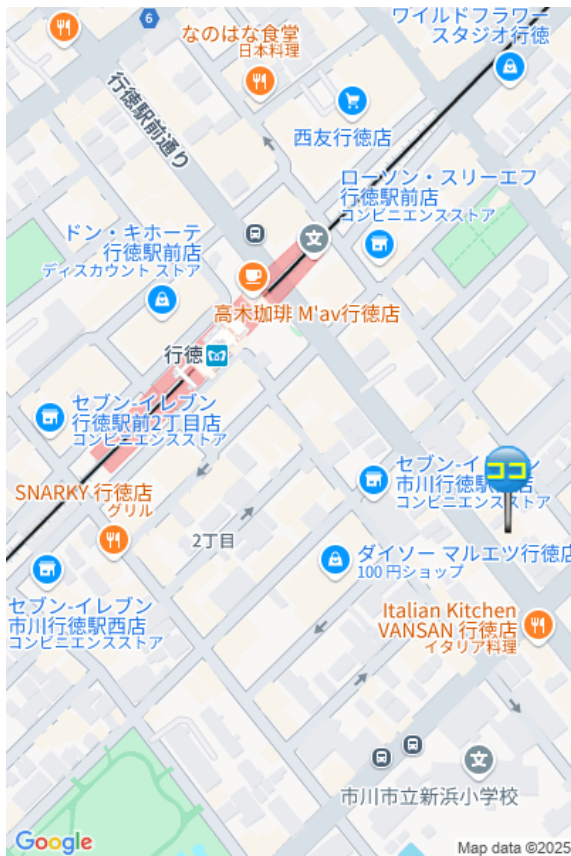 ワイルドフラワー
スタジオ行徳
6
なのはな食堂
日本料理
行徳駅前通り
西友行徳店
ローソン・スリーエフ
行徳駅前店
コンビニエンスストア
ドン・キホーテ
行徳駅前店
ディスカウント ストア
文
高木珈琲 M'av行徳店
行徳
セブン-イレブン
行徳駅前2丁目店
コンビニエンスストア
セブン-イ
ココ
市川行徳駅
店
コンビニエンスストア
SNARKY 行徳店
グリル
2丁目
ダイソー マルエツ行徳店
100 円ショップ
セブン-イレブン
市川行徳駅西店
コンビニエンスストア
Italian Kitchen
VANSAN 行徳店
イタリア料理
文
市川市立新浜小学校
Google
Map data ©2025